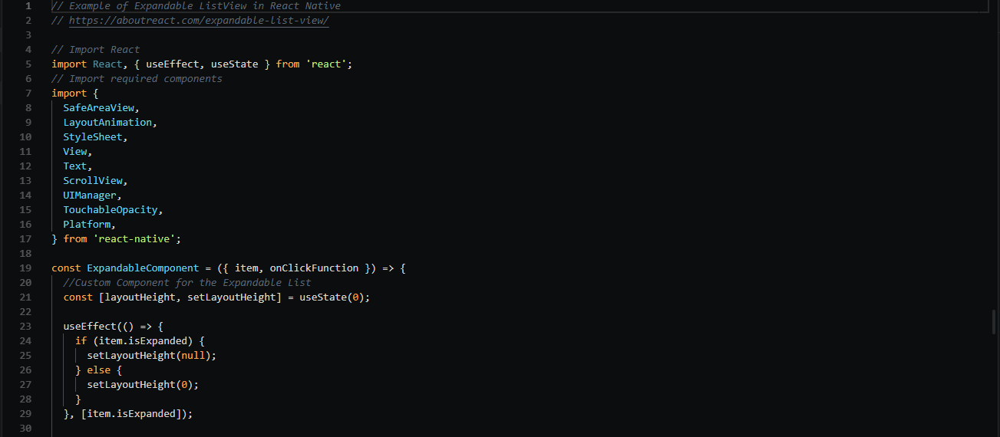 1 // Example of Expandable ListView in React Native
2 // https://aboutreact.com/expandable-list-view/
3
4 // Import React
5 import React, { useEffect, useState } from 'react';
6 // Import required components
7 import {
8   SafeAreaView,
9   LayoutAnimation,
10   StyleSheet,
11   View,
12   Text,
13   ScrollView,
14   UIManager,
15   TouchableOpacity,
16   Platform,
17 } from 'react-native';
18
19 const ExpandableComponent = ({ item, onClickFunction }) => {
20   //Custom Component for the Expandable List
21   const [layoutHeight, setLayoutHeight] = useState(0);
22
23   useEffect(() => {
24     if (item.isExpanded) {
25       setLayoutHeight(null);
26     } else {
27       setLayoutHeight(0);
28     }
29   }, [item.isExpanded]);
30